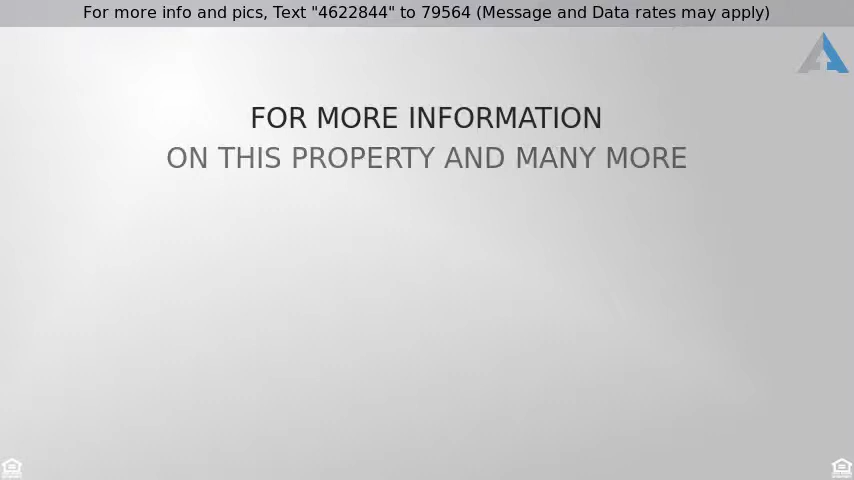 For more info and pics, Text "4622844" to 79564 (Message and Data rates may apply)
FOR MORE INFORMATION
ON THIS PROPERTY AND MANY MORE